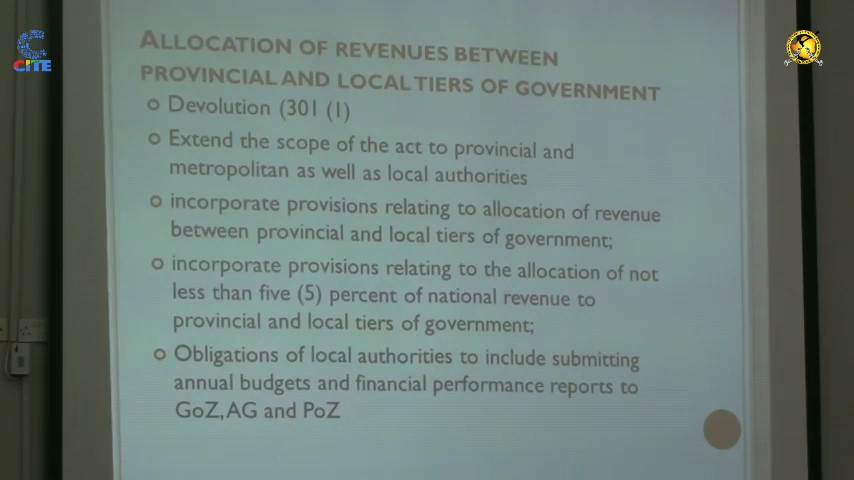 CITE
ALLOCATION OF REVENUES BETWEEN
PROVINCIAL AND LOCAL TIERS OF GOVERNMENT
Devolution (301 (1)
Extend the scope of the act to provincial and
metropolitan as well as local authorities
incorporate provisions relating to allocation of revenue
between provincial and local tiers of government;
incorporate provisions relating to the allocation of not
less than five (5) percent of national revenue to
provincial and local tiers of government;
Obligations of local authorities to include submitting
annual budgets and financial performance reports to
GoZ, AG and PoZ